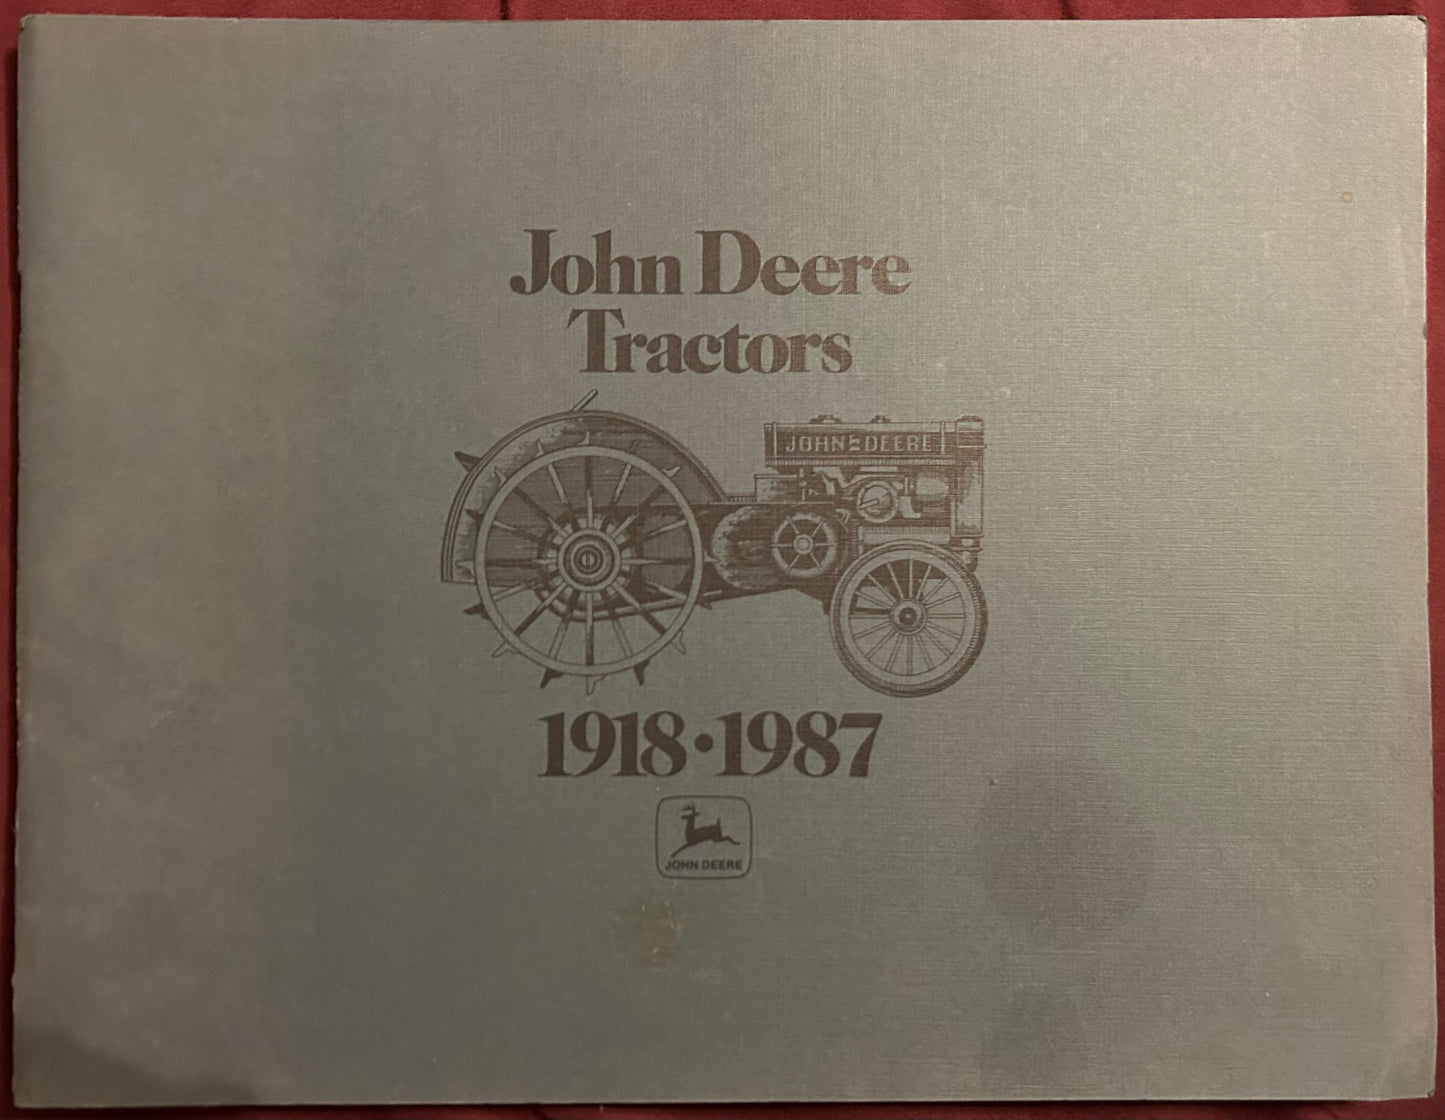 John Deere
Tractors
JOHN DEERE
1918•1987
JOHN DEERE